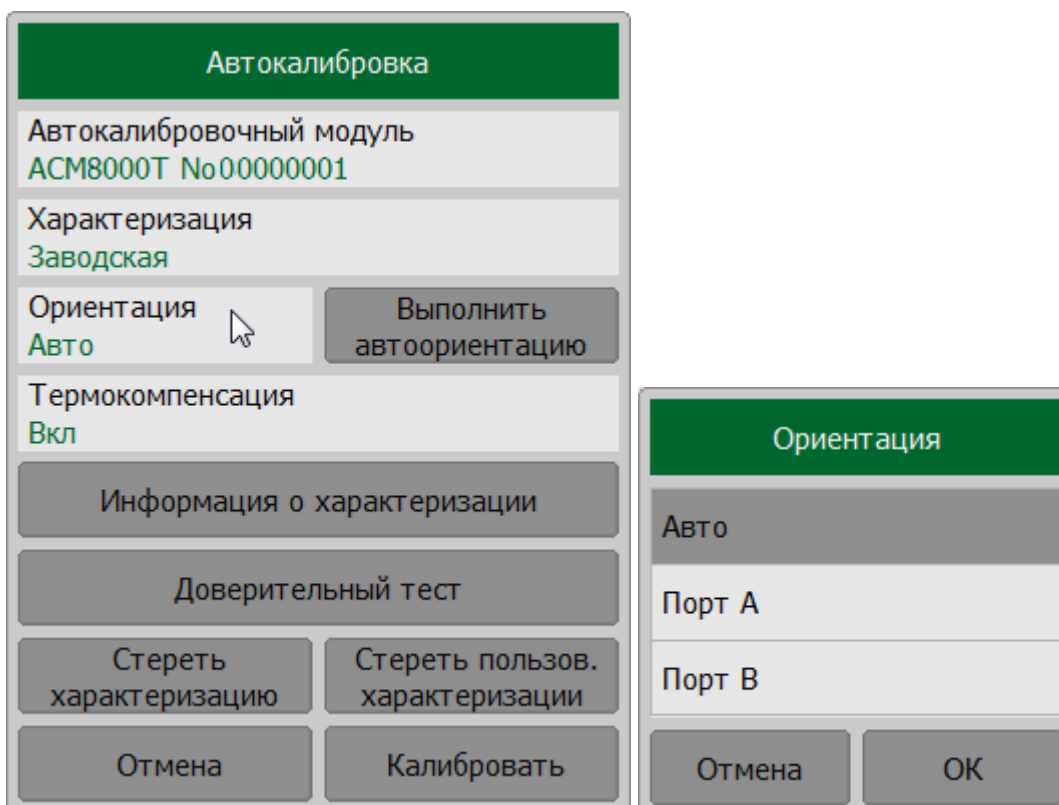 Автокалибровка
Автокалибровочный модуль
ACM8000T No00000001
Характеризация
Заводская
Ориентация
Авто
Выполнить
автоориентацию
Термокомпенсация
Вкл
Информация о характеризации
Доверительный тест
Стереть
характеризацию
Стереть пользов.
характеризации
Отмена
Калибровать
Ориентация
Авто
Порт A
Порт B
Отмена
ОК